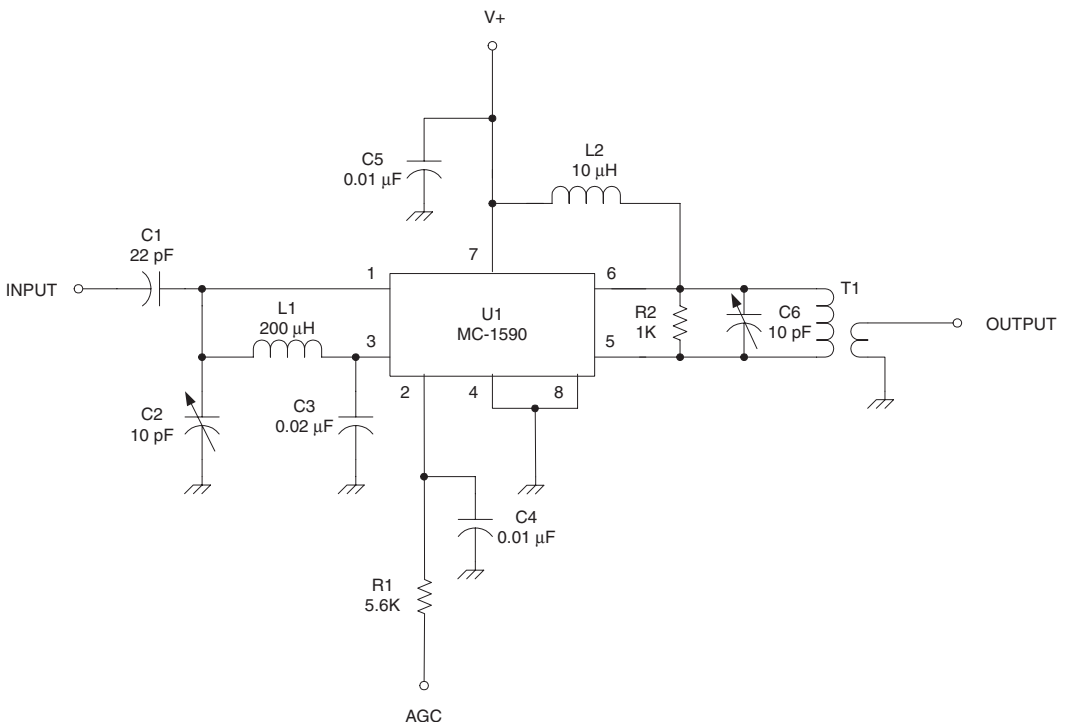 V+
C5
0.01 µF
L2
10 µH
C1
22 pF
7
INPUT
1
6
T1
L1
200 µH
U1
MC-1590
R2
1K
C6
10 pF
OUTPUT
3
5
2
4
8
C2
10 pF
C3
0.02 µF
C4
0.01 µF
R1
5.6K
AGC